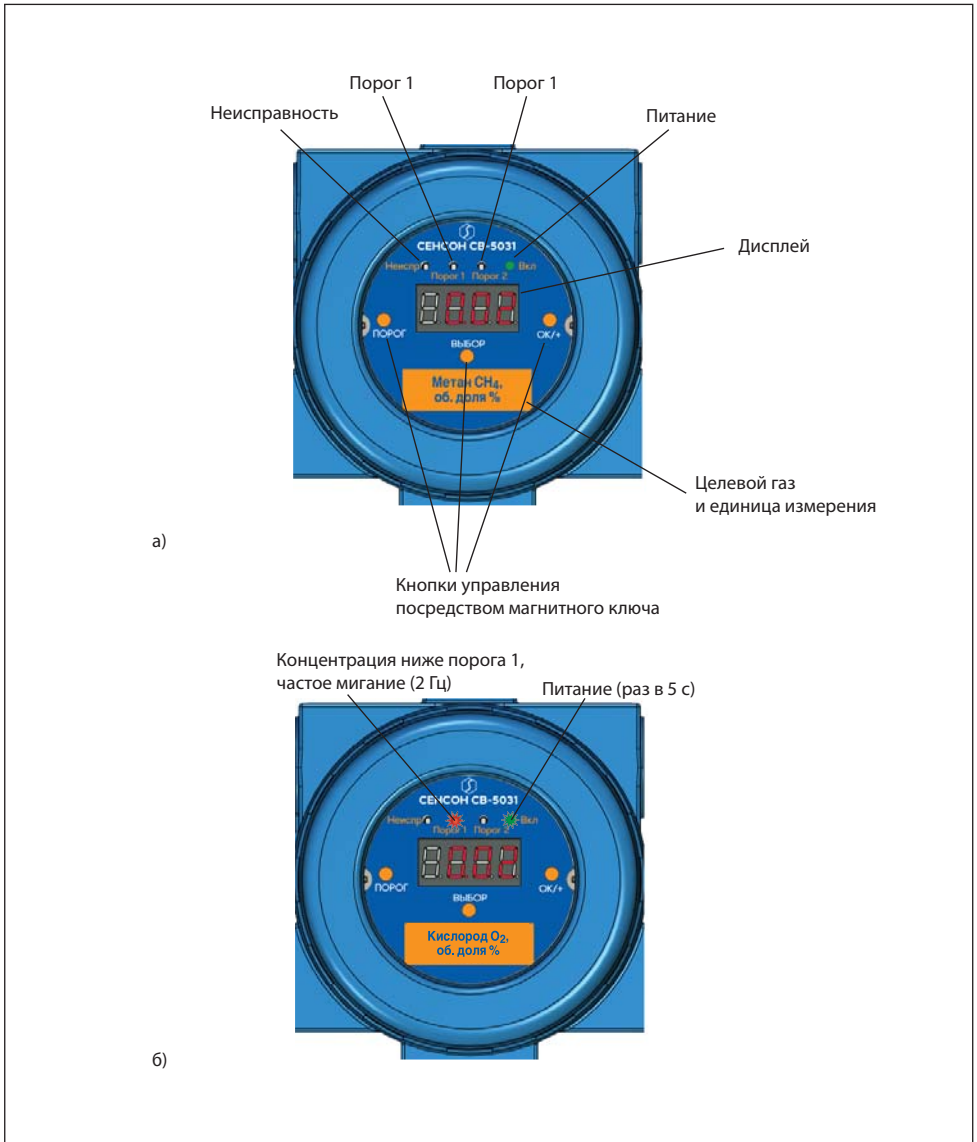 Порог 1
Порог 1
Неисправность
Питание
Дисплей
СЕНСОН СВ-5031
Неиспр
Вкл
Порог 1
Порог 2
ПОРОГ
ОК/+
ВЫБОР
Метан CH4,
об. доля %
Целевой газ
и единица измерения
а)
Кнопки управления
посредством магнитного ключа
Концентрация ниже порога 1,
частое мигание (2 Гц)
Питание (раз в 5 с)
СЕНСОН СВ-5031
Неиспр
Вкл
Порог 1
Порог 2
ПОРОГ
ОК/+
ВЫБОР
Кислород O2,
об. доля %
б)